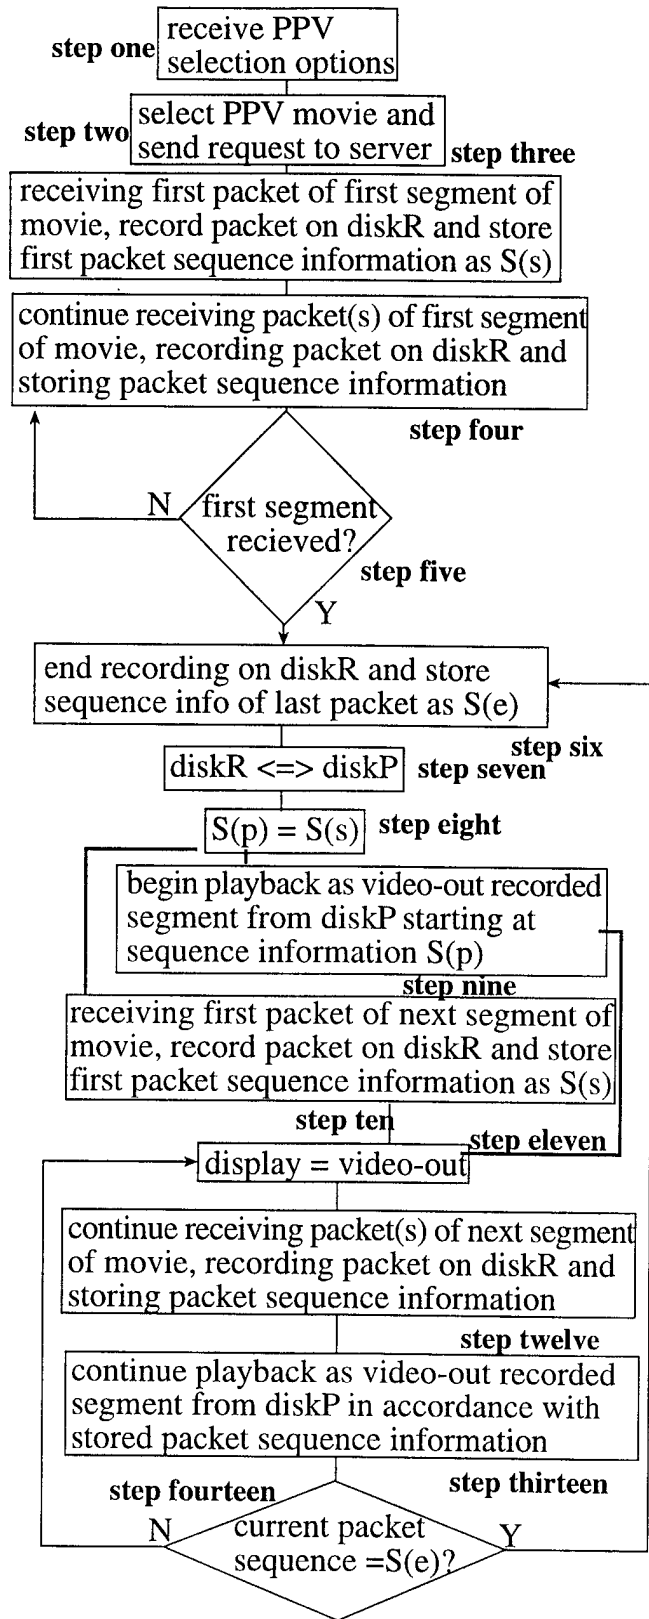 step one
receive PPV
selection options
step two
select PPV movie and
send request to server
step three
receiving first packet of first segment of
movie, record packet on diskR and store
first packet sequence information as S(s)
continue receiving packet(s) of first segment
of movie, recording packet on diskR and
storing packet sequence information
step four
N
first segment
recieved?
step five
Y
end recording on diskR and store
sequence info of last packet as S(e)
step six
diskR <=> diskP
step seven
S(p) = S(s)
step eight
begin playback as video-out recorded
segment from diskP starting at
sequence information S(p)
step nine
receiving first packet of next segment of
movie, record packet on diskR and store
first packet sequence information as S(s)
step ten
step eleven
display = video-out
continue receiving packet(s) of next segment
of movie, recording packet on diskR and
storing packet sequence information
step twelve
continue playback as video-out recorded
segment from diskP in accordance with
stored packet sequence information
step thirteen
step fourteen
N
current packet
sequence =S(e)?
Y